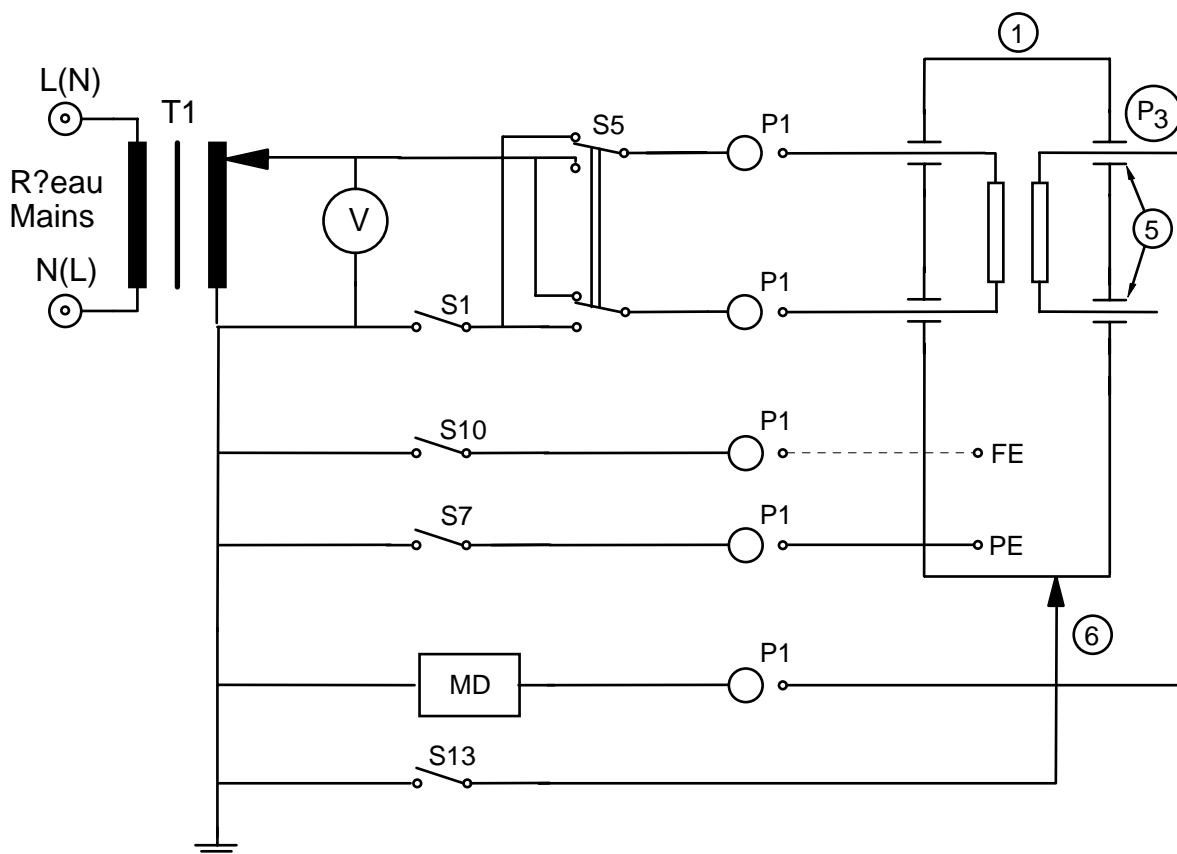 1
L(N)
T1
S5
P1
P3
R?eau
Mains
V
5
N(L)
S1
P1
S10
P1
FE
S7
P1
PE
6
MD
P1
S13